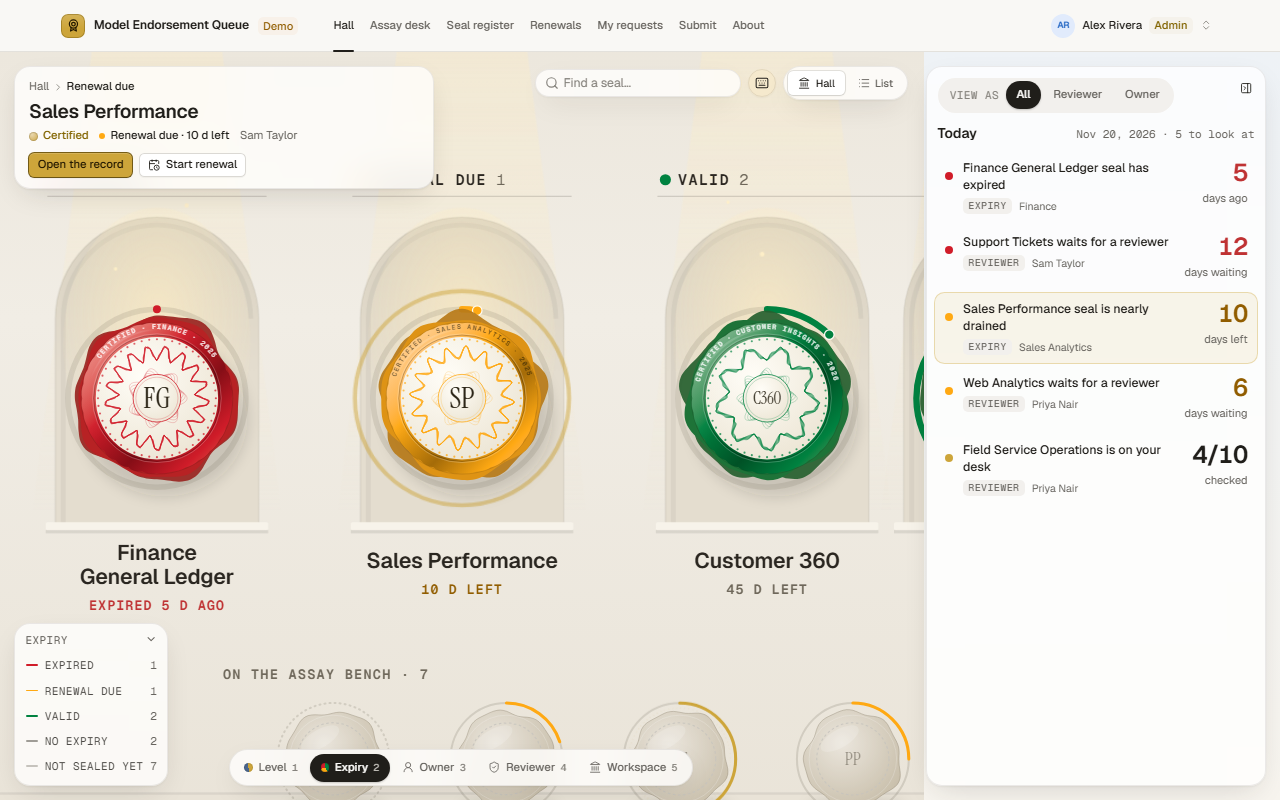 Model Endorsement Queue Demo
Hall Assay desk Seal register Renewals My requests Submit About
AR Alex Rivera Admin
Hall › Renewal due
Sales Performance
Certified Renewal due · 10 d left Sam Taylor
Open the record Start renewal
Find a seal...
Hall List
AL DUE 1
VALID 2
CERTIFIED · FINANCE · 2025
FG
CERTIFIED · SALES ANALYTICS · 2025
SP
CERTIFIED · CUSTOMER INSIGHTS · 2026
C360
Finance
General Ledger
EXPIRED 5 D AGO
Sales Performance
10 D LEFT
Customer 360
45 D LEFT
EXPIRY
EXPIRED 1
RENEWAL DUE 1
VALID 2
NO EXPIRY 2
NOT SEALED YET 7
ON THE ASSAY BENCH · 7
PP
Level 1 Expiry 2 Owner 3 Reviewer 4 Workspace 5
VIEW AS All Reviewer Owner
Today Nov 20, 2026 · 5 to look at
Finance General Ledger seal has
expired
EXPIRY Finance
5
days ago
Support Tickets waits for a reviewer
REVIEWER Sam Taylor
12
days waiting
Sales Performance seal is nearly
drained
EXPIRY Sales Analytics
10
days left
Web Analytics waits for a reviewer
REVIEWER Priya Nair
6
days waiting
Field Service Operations is on your
desk
REVIEWER Priya Nair
4/10
checked